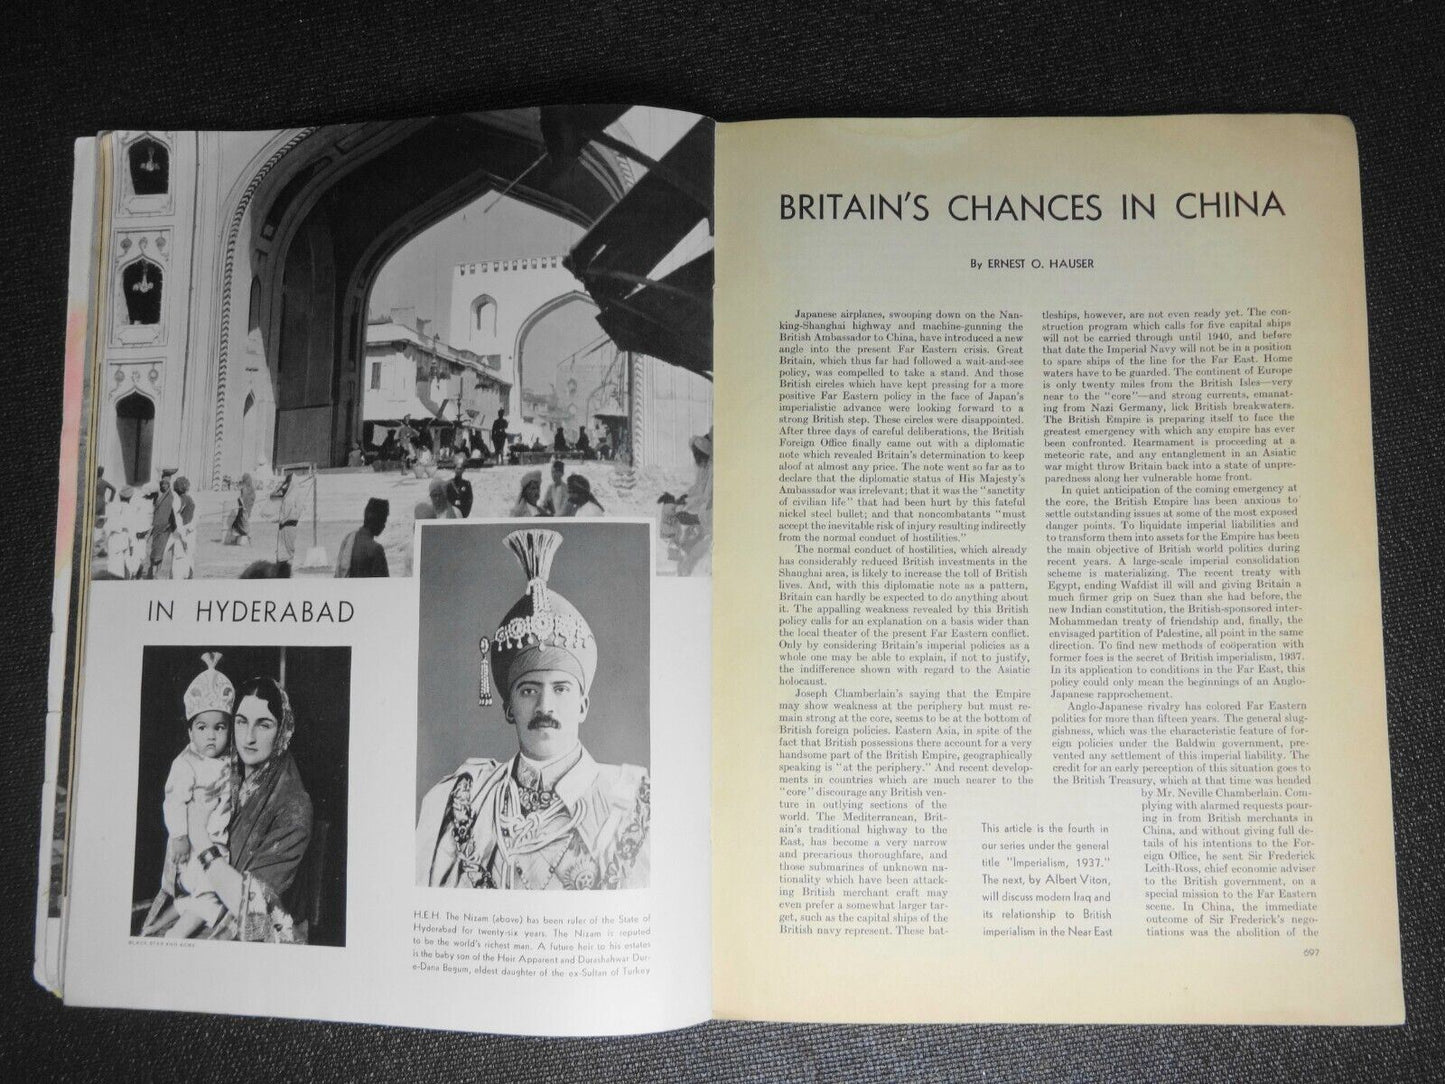 IN HYDERABAD
BLACK STAR AND ACME
H.E.H. The Nizam (above) has been ruler of the State of
Hyderabad for twenty-six years. The Nizam is reputed
to be the world's richest man. A future heir to his estates
is the baby son of the Heir Apparent and Durashahwar Dur-
e-Dana Begum, eldest daughter of the ex-Sultan of Turkey
BRITAIN'S CHANCES IN CHINA
By ERNEST O. HAUSER
Japanese airplanes, swooping down on the Nan-
king-Shanghai highway and machine-gunning the
British Ambassador to China, have introduced a new
angle into the present Far Eastern crisis. Great
Britain, which thus far had followed a wait-and-see
policy, was compelled to take a stand. And those
British circles which have kept pressing for a more
positive Far Eastern policy in the face of Japan's
imperialistic advance were looking forward to a
strong British step. These circles were disappointed.
After three days of careful deliberations, the British
Foreign Office finally came out with a diplomatic
note which revealed Britain's determination to keep
aloof at almost any price. The note went so far as to
declare that the diplomatic status of His Majesty's
Ambassador was irrelevant; that it was the "sanctity
of civilian life" that had been hurt by this fateful
nickel steel bullet; and that noncombatants "must
accept the inevitable risk of injury resulting indirectly
from the normal conduct of hostilities."
The normal conduct of hostilities, which already
has considerably reduced British investments in the
Shanghai area, is likely to increase the toll of British
lives. And, with this diplomatic note as a pattern,
Britain can hardly be expected to do anything about
it. The appalling weakness revealed by this British
policy calls for an explanation on a basis wider than
the local theater of the present Far Eastern conflict.
Only by considering Britain's imperial policies as a
whole one may be able to explain, if not to justify,
the indifference shown with regard to the Asiatic
holocaust.
Joseph Chamberlain's saying that the Empire
may show weakness at the periphery but must re-
main strong at the core, seems to be at the bottom of
British foreign policies. Eastern Asia, in spite of the
fact that British possessions there account for a very
handsome part of the British Empire, geographically
speaking is "at the periphery." And recent develop-
ments in countries which are much nearer to the
"core" discourage any British ven-
ture in outlying sections of the
world. The Mediterranean, Brit-
ain's traditional highway to the
East, has become a very narrow
and precarious thoroughfare, and
those submarines of unknown na-
tionality which have been attack-
ing British merchant craft may
even prefer a somewhat larger tar-
get, such as the capital ships of the
British navy represent. These bat-
This article is the fourth in
our series under the general
title "Imperialism, 1937."
The next, by Albert Viton,
will discuss modern Iraq and
its relationship to British
imperialism in the Near East
tleships, however, are not even ready yet. The con-
struction program which calls for five capital ships
will not be carried through until 1940, and before
that date the Imperial Navy will not be in a position
to spare ships of the line for the Far East. Home
waters have to be guarded. The continent of Europe
is only twenty miles from the British Isles—very
near to the "core"—and strong currents, emanat-
ing from Nazi Germany, lick British breakwaters.
The British Empire is preparing itself to face the
greatest emergency with which any empire has ever
been confronted. Rearmament is proceeding at a
meteoric rate, and any entanglement in an Asiatic
war might throw Britain back into a state of unpre-
paredness along her vulnerable home front.
In quiet anticipation of the coming emergency at
the core, the British Empire has been anxious to
settle outstanding issues at some of the most exposed
danger points. To liquidate imperial liabilities and
to transform them into assets for the Empire has been
the main objective of British world politics during
recent years. A large-scale imperial consolidation
scheme is materializing. The recent treaty with
Egypt, ending Wafdist ill will and giving Britain a
much firmer grip on Suez than she had before, the
new Indian constitution, the British-sponsored inter-
Mohammedan treaty of friendship and, finally, the
envisaged partition of Palestine, all point in the same
direction. To find new methods of coöperation with
former foes is the secret of British imperialism, 1937.
In its application to conditions in the Far East, this
policy could only mean the beginnings of an Anglo-
Japanese rapprochement.
Anglo-Japanese rivalry has colored Far Eastern
politics for more than fifteen years. The general slug-
gishness, which was the characteristic feature of for-
eign policies under the Baldwin government, pre-
vented any settlement of this imperial liability. The
credit for an early perception of this situation goes to
the British Treasury, which at that time was headed
by Mr. Neville Chamberlain. Com-
plying with alarmed requests pour-
ing in from British merchants in
China, and without giving full de-
tails of his intentions to the For-
eign Office, he sent Sir Frederick
Leith-Ross, chief economic adviser
to the British government, on a
special mission to the Far Eastern
scene. In China, the immediate
outcome of Sir Frederick's nego-
tiations was the abolition of the
697